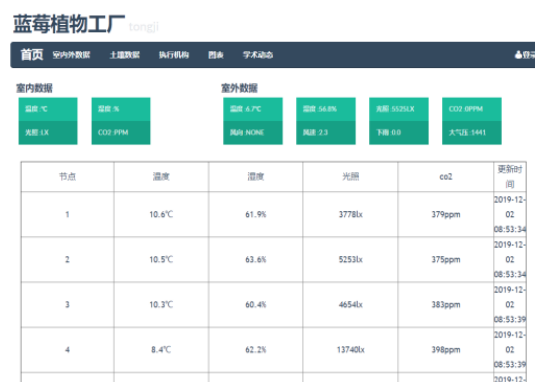 蓝莓植物工厂 tongji
首页 室内外数据 土壤数据 执行机构 图表 学术动态 登录
室内数据 室外数据
温度:℃ 湿度:% 温度:6.7℃ 湿度:56.8% 光照:5525LX CO2:0PPM
光照:LX CO2:PPM 风向:NONE 风速:2.3 下雨:0.0 大气压:1441
节点 温度 湿度 光照 co2 更新时
间
1 10.6℃ 61.9% 3778lx 379ppm 2019-12-
02
08:53:34
2 10.5℃ 63.6% 5253lx 375ppm 2019-12-
02
08:53:34
3 10.3℃ 60.4% 4654lx 383ppm 2019-12-
02
08:53:39
4 8.4℃ 62.2% 13740lx 398ppm 2019-12-
02
08:53:39
2019-12-